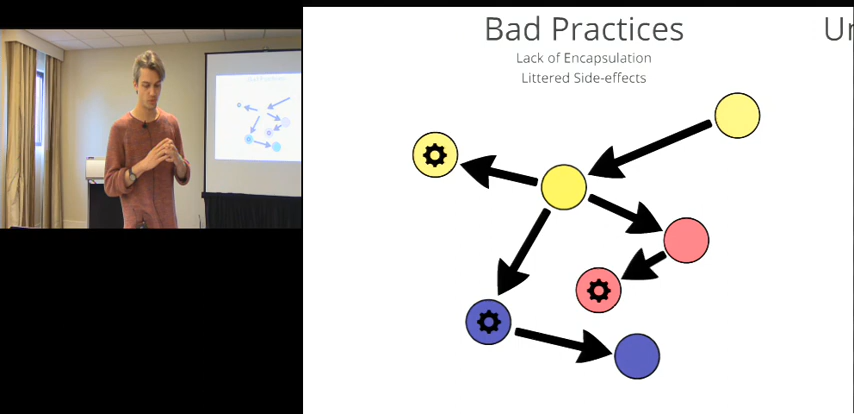 Bad Practices
Lack of Encapsulation
Littered Side-effects